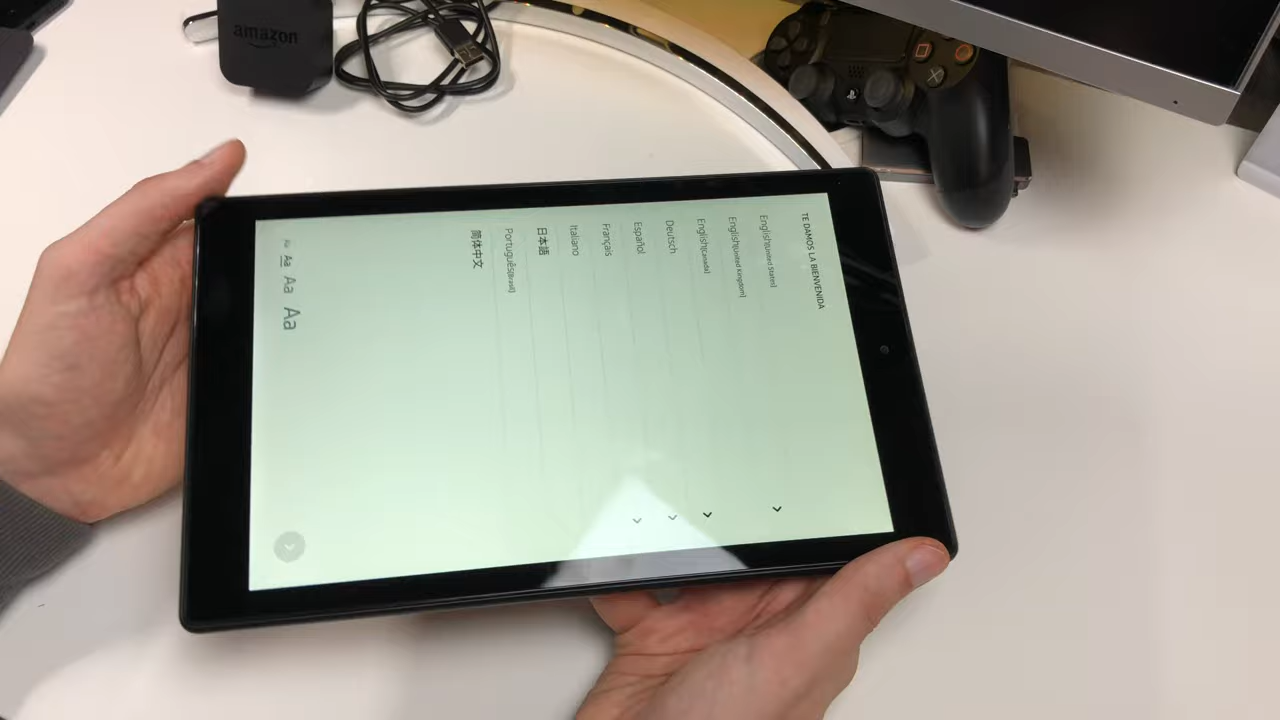 amazon
TE DAMOS LA BIENVENIDA
English(United States)
English(United Kingdom)
English(Canada)
Deutsch
Español
Français
Italiano
日本語
Português(Brasil)
简体中文
Aa Aa Aa Aa